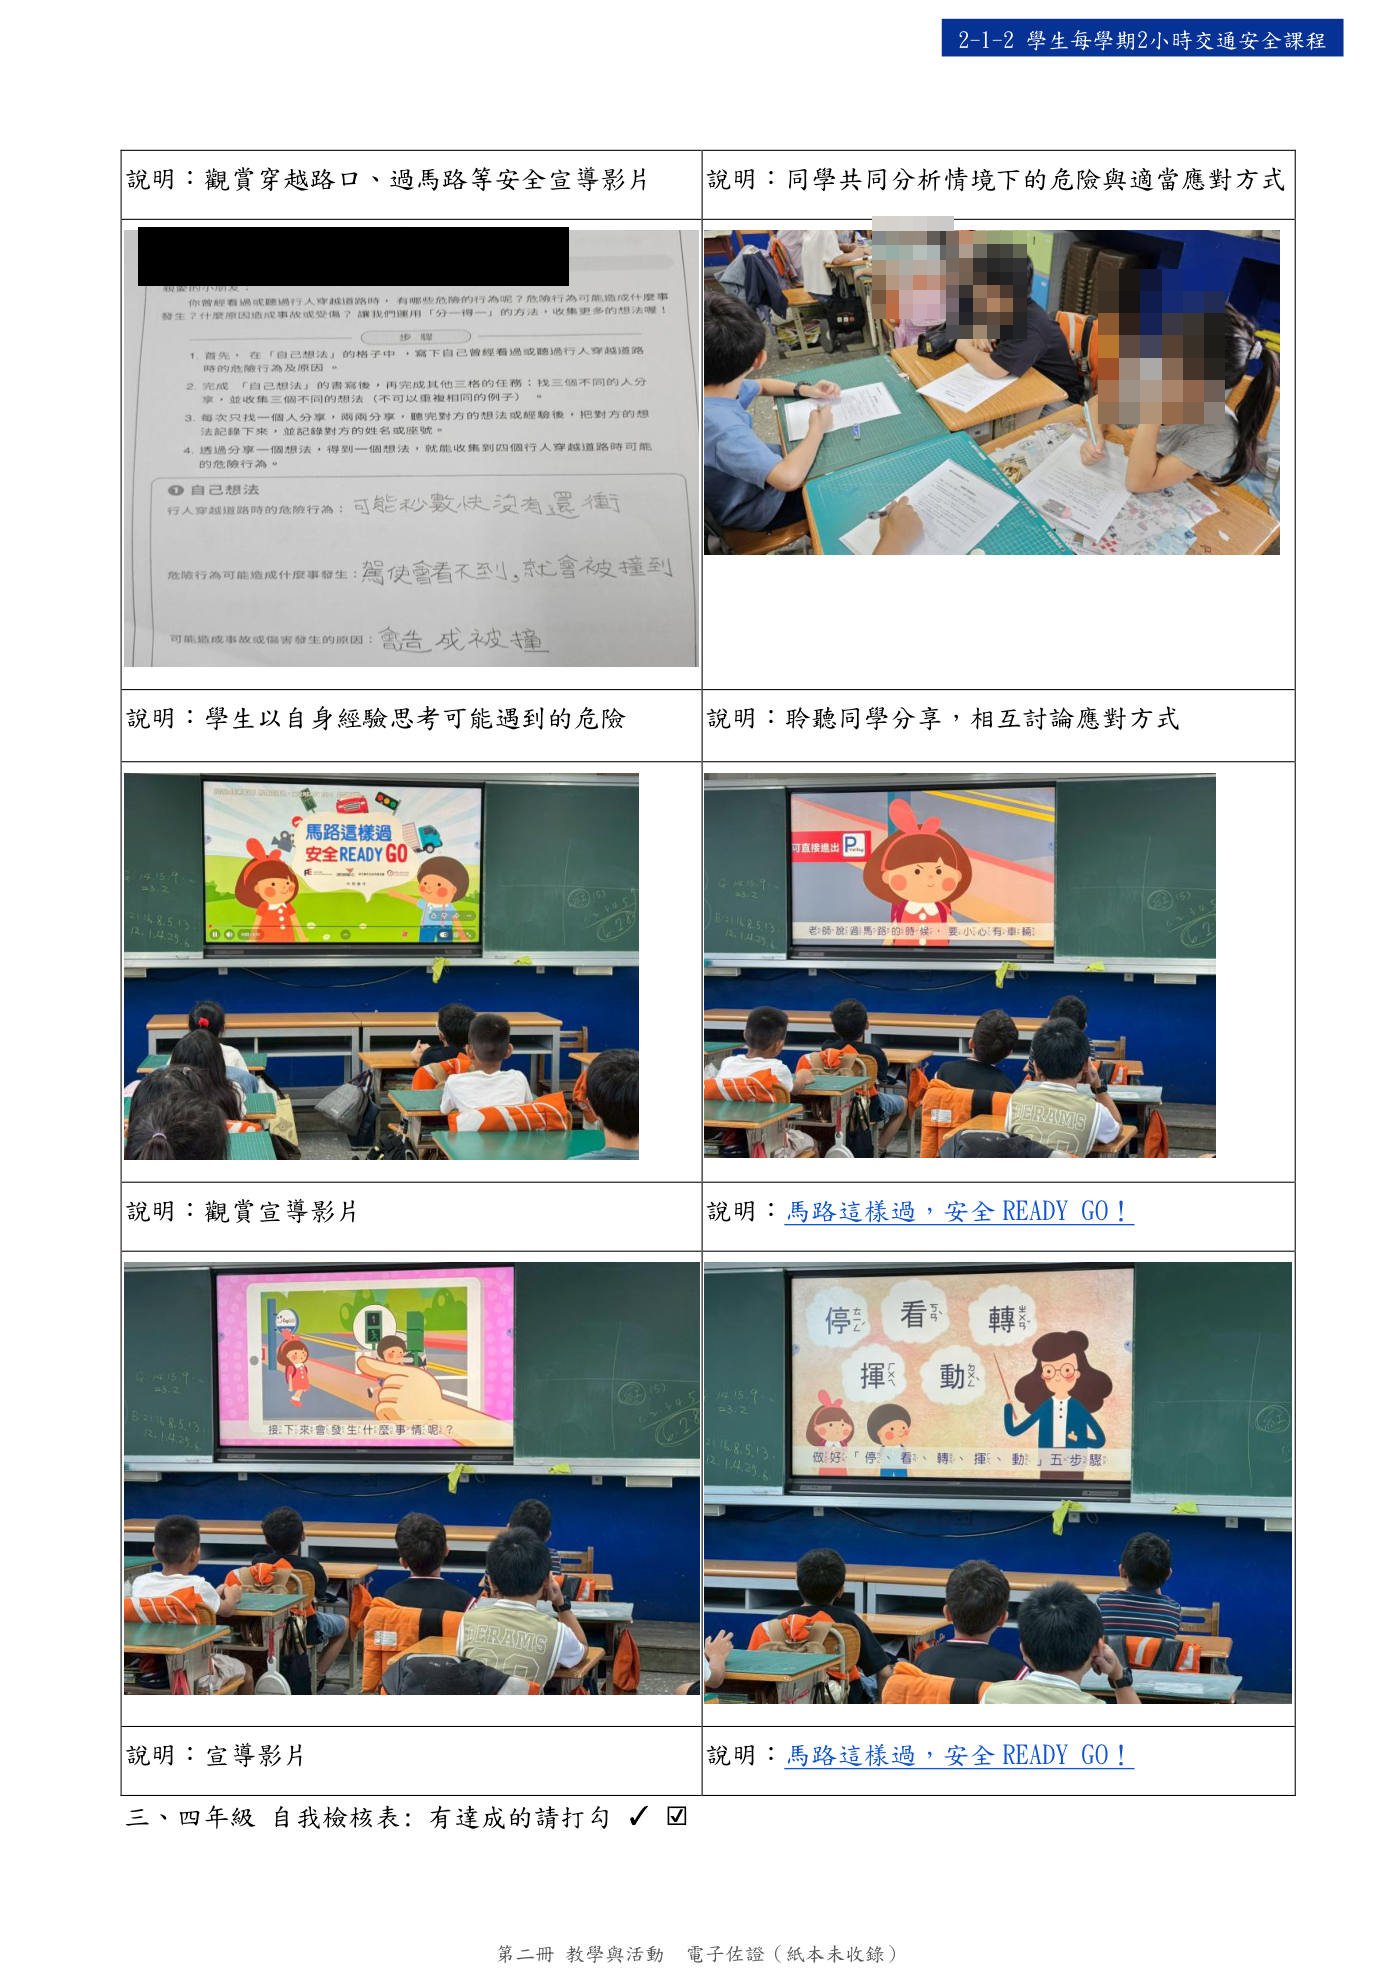 2-1-2 學生每學期2小時交通安全課程
說明：觀賞穿越路口、過馬路等安全宣導影片
說明：同學共同分析情境下的危險與適當應對方式
親愛的小朋友：
你曾經看過或聽過行人穿越道路時，有哪些危險的行為呢？危險行為可能造成什麼事
發生？什麼原因造成事故或受傷？讓我們運用「分一得一」的方法，收集更多的想法喔！
步驟
1. 首先，在「自己想法」的格子中，寫下自己曾經看過或聽過行人穿越道路
時的危險行為及原因。
2. 完成「自己想法」的書寫後，再完成其他三格的任務：找三個不同的人分
享，並收集三個不同的想法（不可以重複相同的例子）。
3. 每次只找一個人分享，兩兩分享，聽完對方的想法或經驗後，把對方的想
法記錄下來，並記錄對方的姓名或座號。
4. 透過分享一個想法，得到一個想法，就能收集到四個行人穿越道路時可能
的危險行為。
❶ 自己想法
行人穿越道路時的危險行為：可能秒數快沒有還衝
危險行為可能造成什麼事發生：駕使會看不到，就會被撞到
可能造成事故或傷害發生的原因：會造成被撞
說明：學生以自身經驗思考可能遇到的危險
說明：聆聽同學分享，相互討論應對方式
馬路這樣過
安全READY GO
可直接進出 P
老師說過馬路的時候，要小心有車輛
DERAMS
說明：觀賞宣導影片
說明：馬路這樣過，安全 READY GO！
接下來會發生什麼事情呢？
DERAMS
停 看 轉
揮 動
做好「停、看、轉、揮、動」五步驟
說明：宣導影片
說明：馬路這樣過，安全 READY GO！
三、四年級 自我檢核表: 有達成的請打勾 ✓ ☑
第二冊 教學與活動 電子佐證（紙本未收錄）